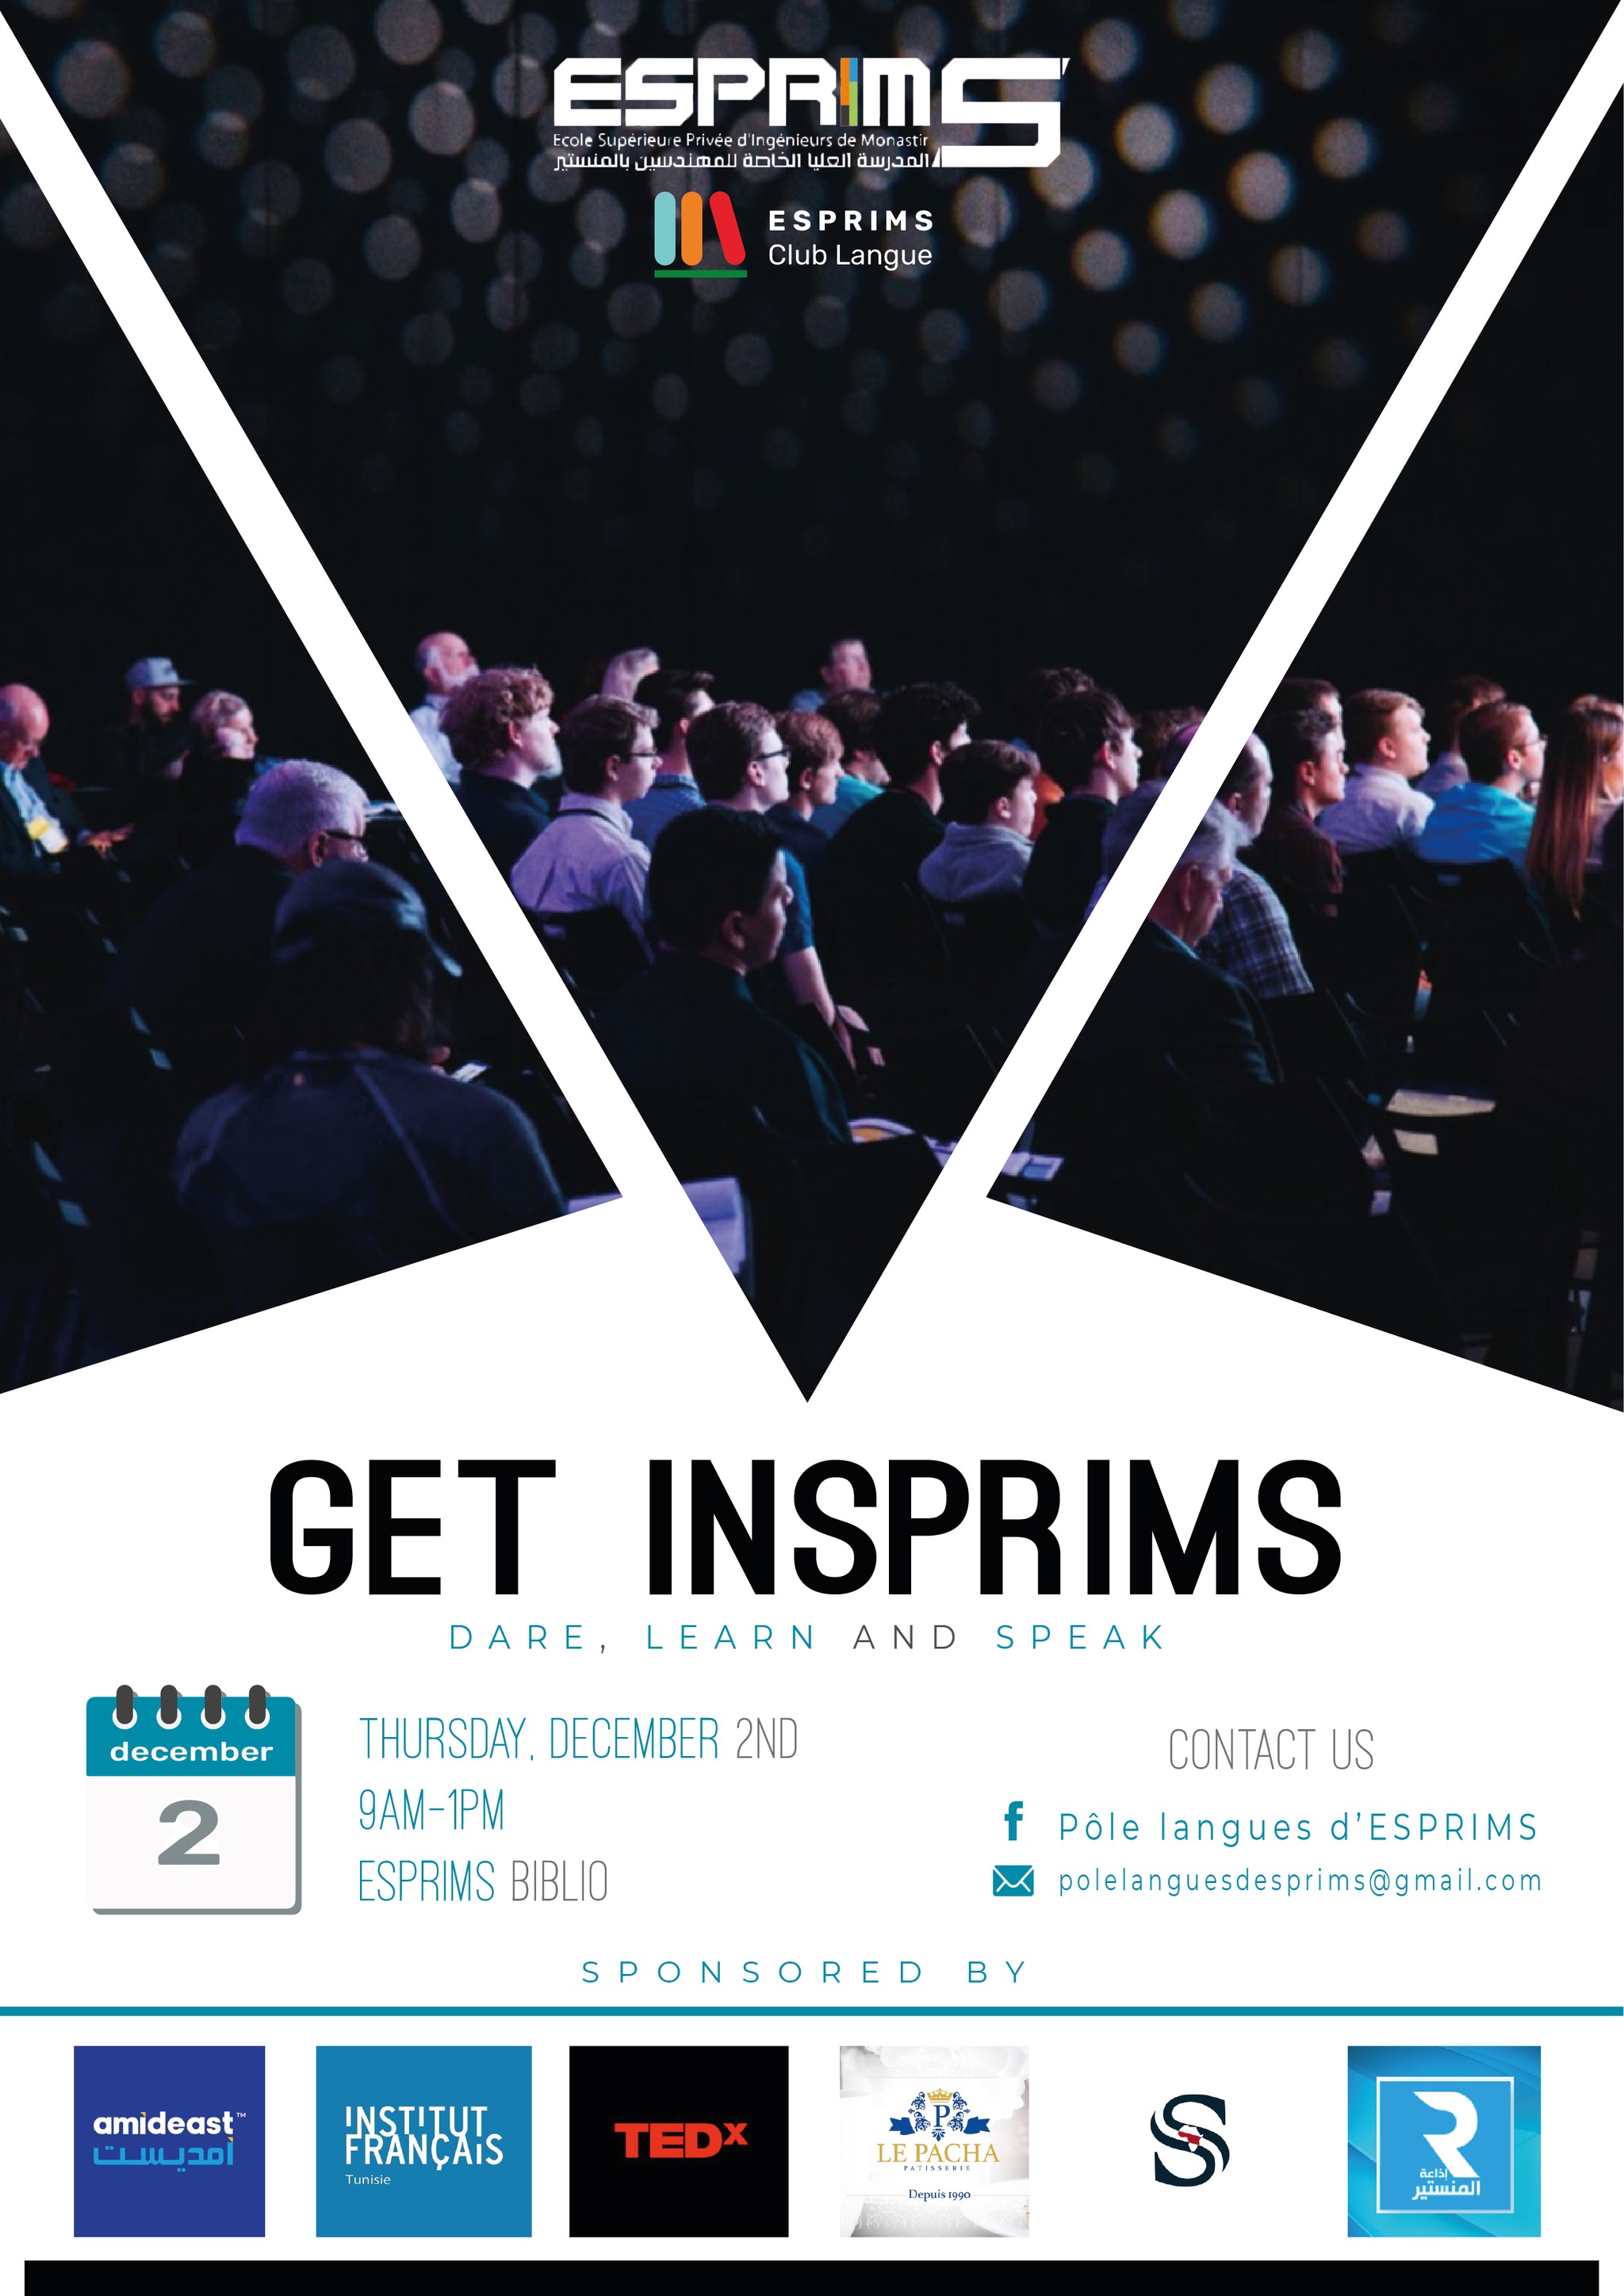 ESPRIMS
Ecole Supérieure Privée d'Ingénieurs de Monastir
المدرسة العليا الخاصة للمهندسين بالمنستير
ESPRIMS
Club Langue
GET INSPRIMS
DARE, LEARN AND SPEAK
december
2
THURSDAY, DECEMBER 2ND
9AM-1PM
ESPRIMS BIBLIO
CONTACT US
f Pôle langues d'ESPRIMS
polelanguesdesprims@gmail.com
SPONSORED BY
amideast™
أمديست
INSTITUT
FRANÇAIS
Tunisie
TEDx
P
LE PACHA
PATISSERIE
Depuis 1990
S
R
إذاعة
المنستير